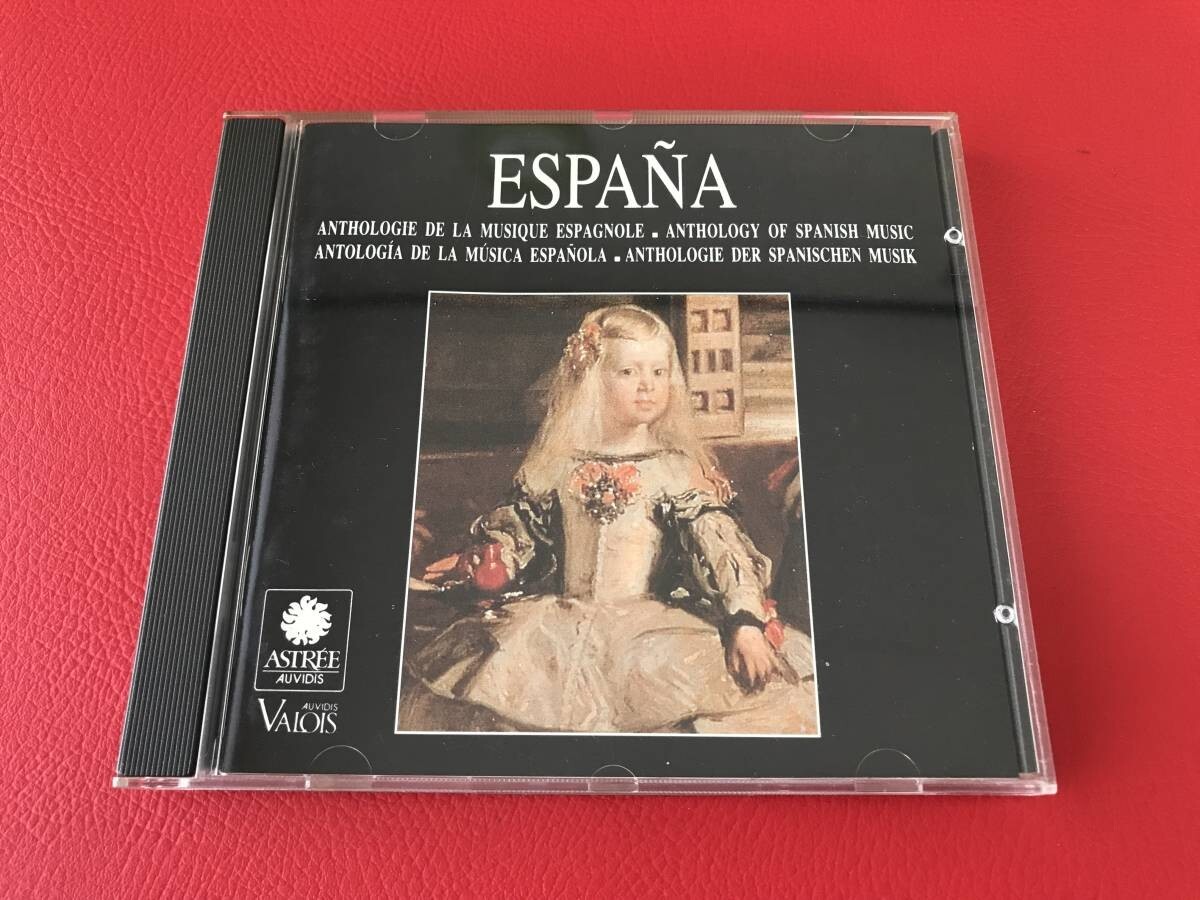 ESPAÑA
ANTHOLOGIE DE LA MUSIQUE ESPAGNOLE ▪ ANTHOLOGY OF SPANISH MUSIC
ANTOLOGÍA DE LA MÚSICA ESPAÑOLA ▪ ANTHOLOGIE DER SPANISCHEN MUSIK
ASTRÉE
AUVIDIS
AUVIDIS
VALOIS